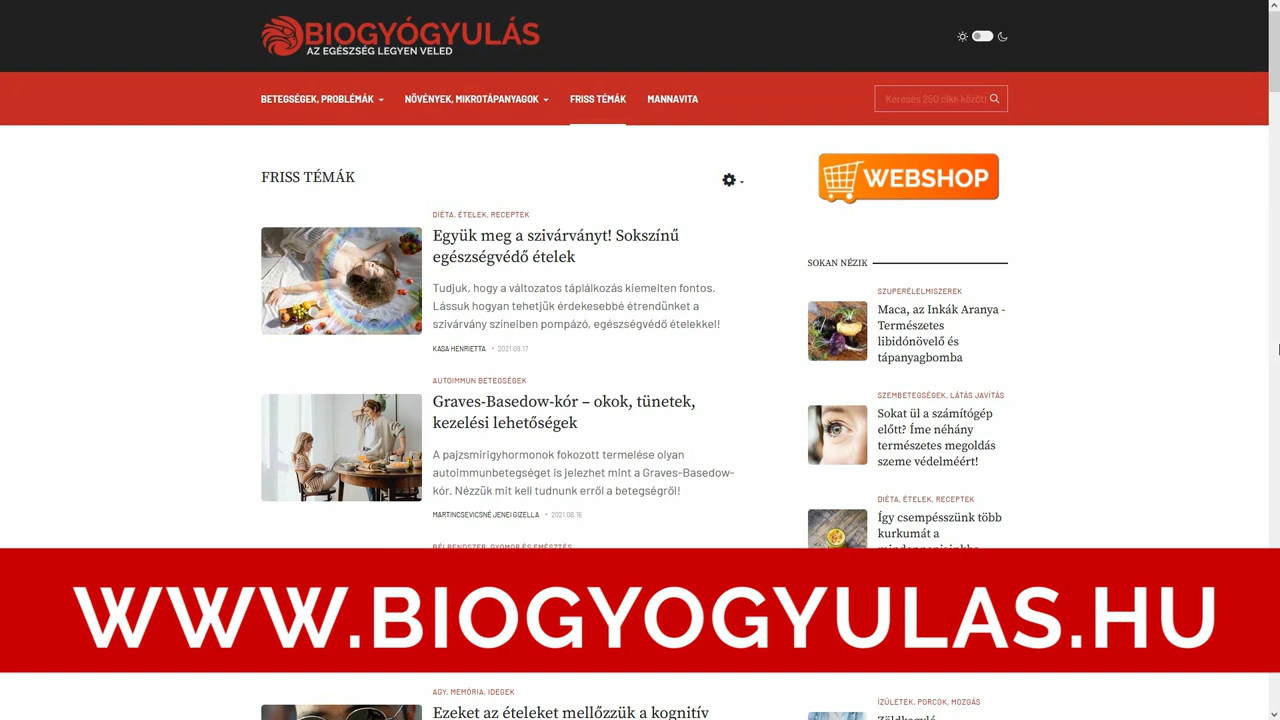 BIOGYÓGYULÁS
AZ EGÉSZSÉG LEGYEN VELED
BETEGSÉGEK, PROBLÉMÁK
NÖVÉNYEK, MIKROTÁPANYAGOK
FRISS TÉMÁK
MANNAVITA
Keresés 250 cikk között
FRISS TÉMÁK
DIÉTA, ÉTELEK, RECEPTEK
Együk meg a szivárványt! Sokszínű
egészségvédő ételek
Tudjuk, hogy a változatos táplálkozás kiemelten fontos.
Lássuk hogyan tehetjük érdekesebbé étrendünket a
szivárvány színeiben pompázó, egészségvédő ételekkel!
KASA HENRIETTA • 2021.08.17
AUTOIMMUN BETEGSÉGEK
Graves-Basedow-kór – okok, tünetek,
kezelési lehetőségek
A pajzsmirigyhormonok fokozott termelése olyan
autoimmunbetegséget is jelezhet mint a Graves-Basedow-
kór. Nézzük mit kell tudnunk erről a betegségről!
MARTINCSEVICSNÉ JENEI GIZELLA • 2021.08.16
BÉLRENDSZER, GYOMOR ÉS EMÉSZTÉS
WEBSHOP
SOKAN NÉZIK
SZUPERÉLELMISZEREK
Maca, az Inkák Aranya -
Természetes
libidónövelő és
tápanyagbomba
SZEMBETEGSÉGEK, LÁTÁS JAVÍTÁS
Sokat ül a számítógép
előtt? Íme néhány
természetes megoldás
szeme védelméért!
DIÉTA, ÉTELEK, RECEPTEK
Így csempésszünk több
kurkumát a
mindennapjainkba
WWW.BIOGYOGYULAS.HU
AGY, MEMÓRIA, IDEGEK
Ezeket az ételeket mellőzzük a kognitív
ÍZÜLETEK, PORCOK, MOZGÁS
Zöldkagyló